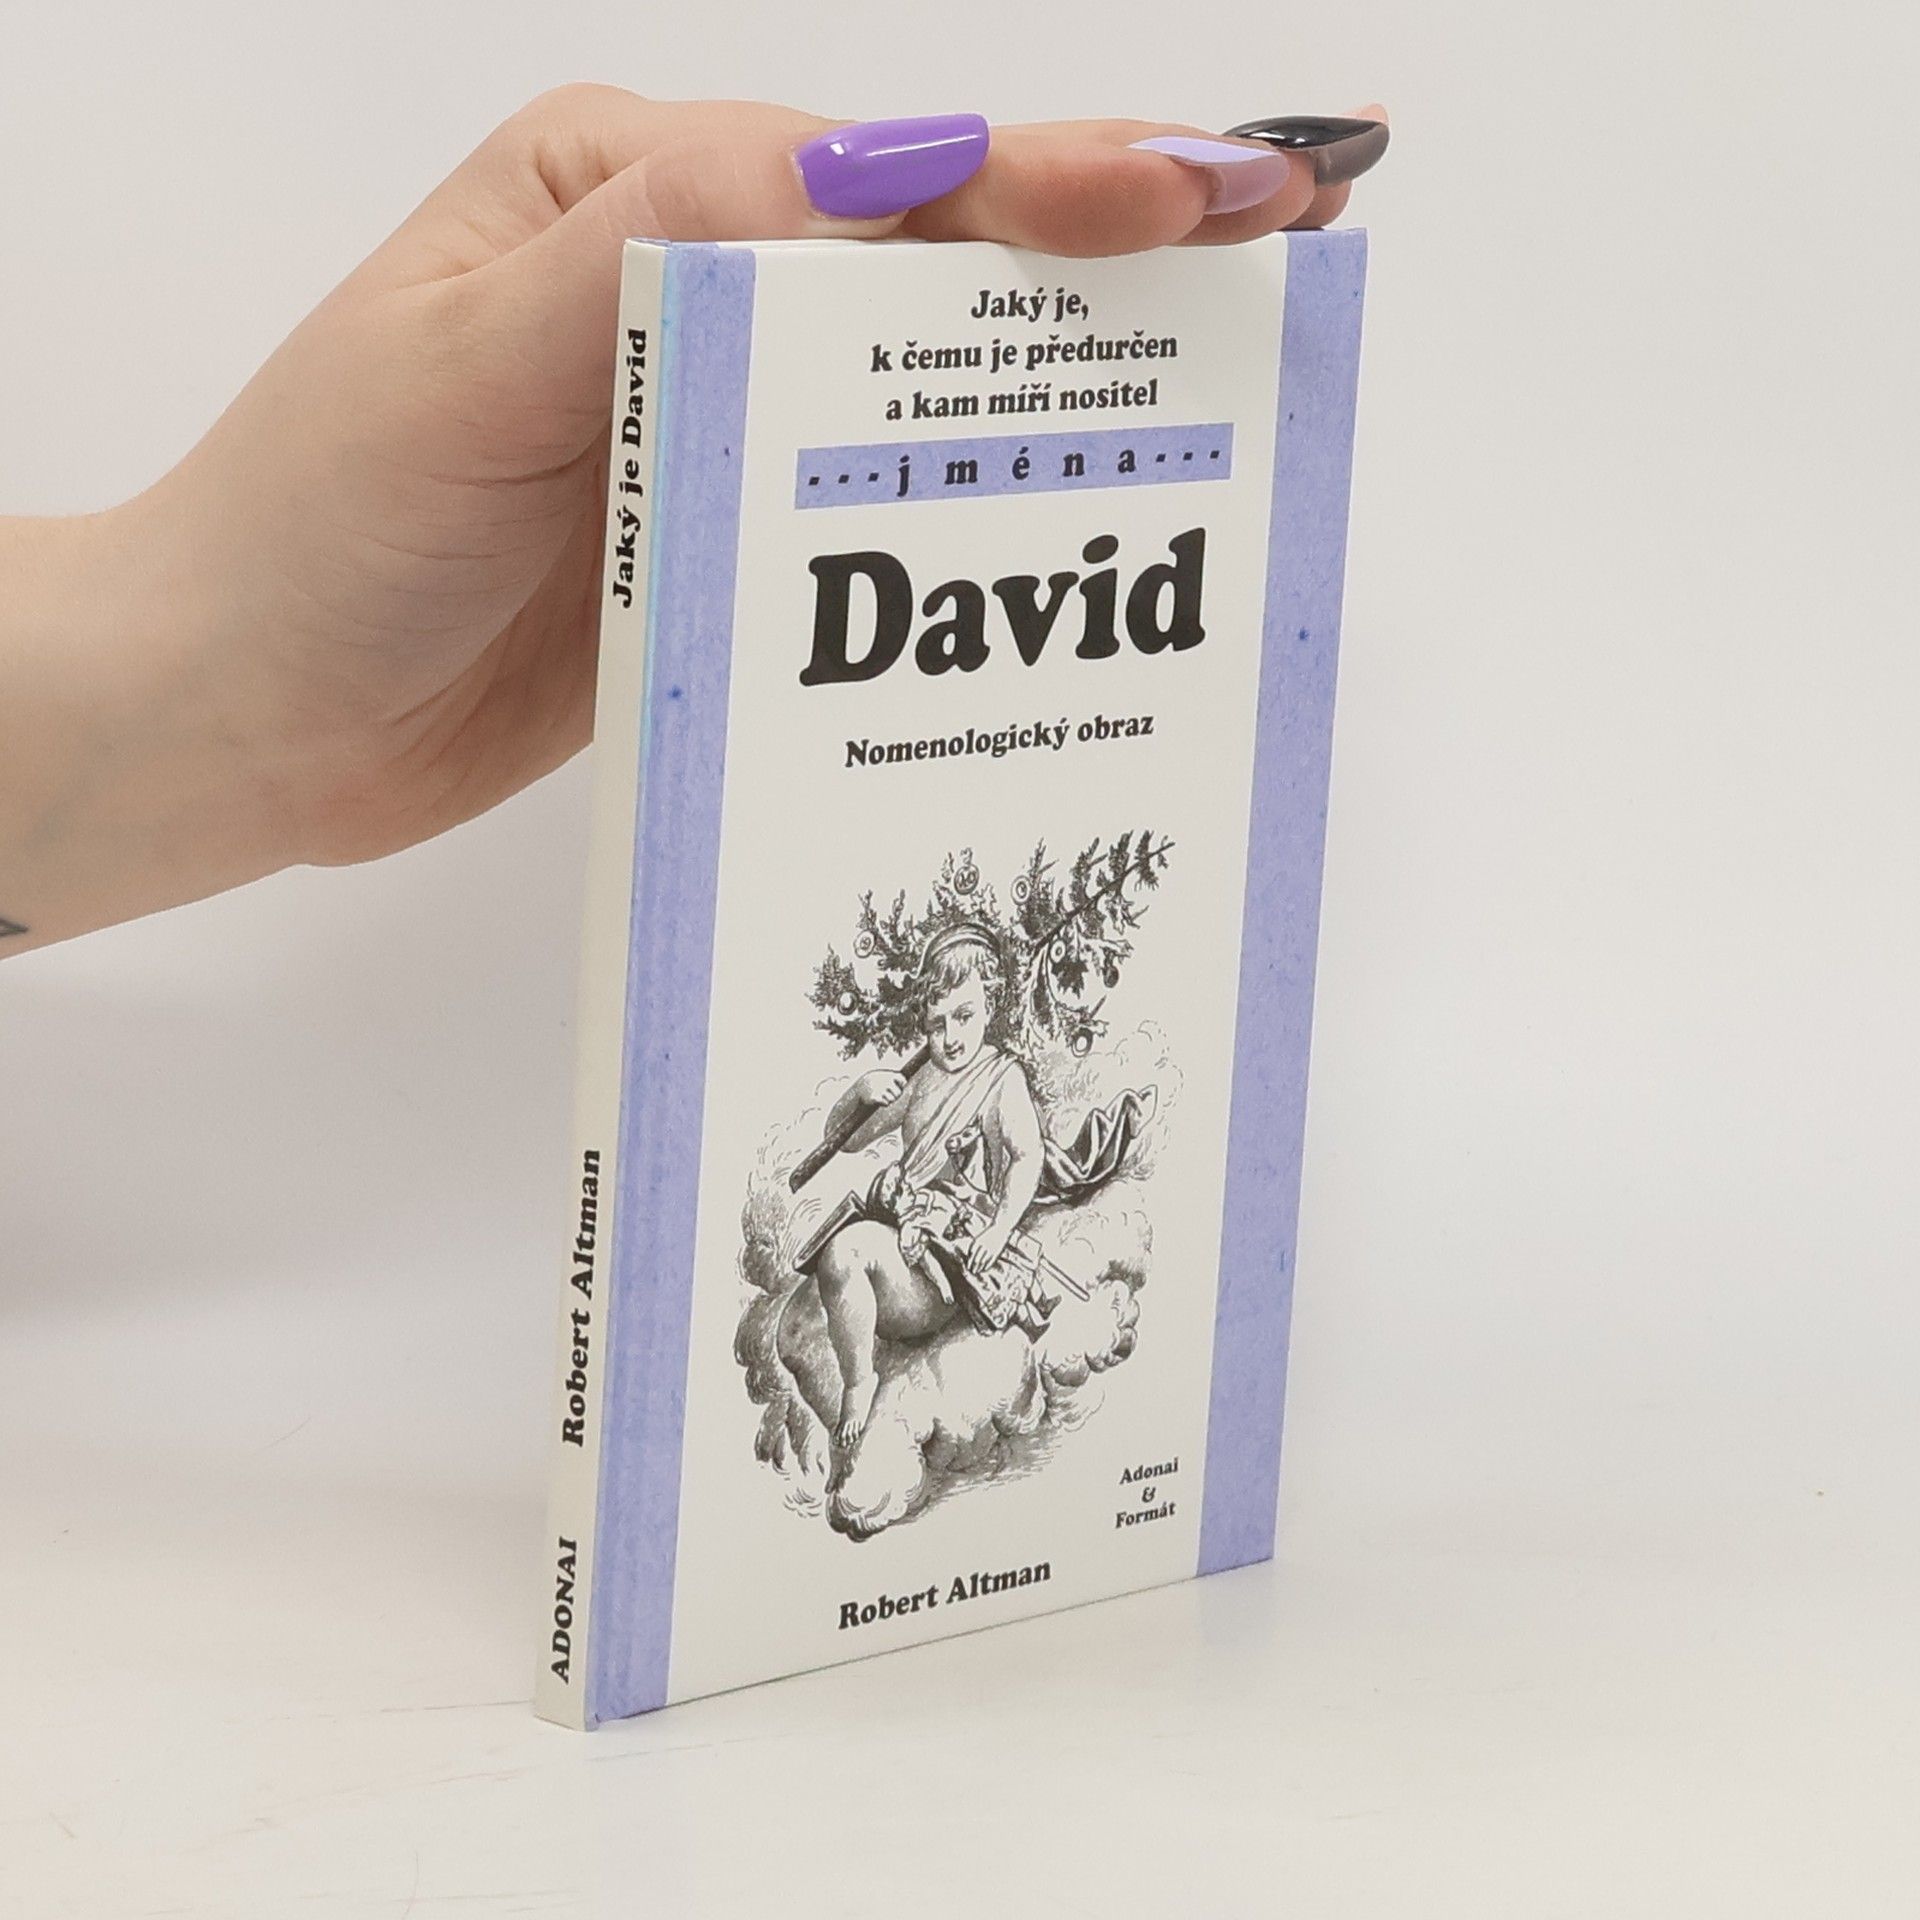 Jaký je,
k čemu je předurčen
a kam míří nositel
---jména---
David
Nomenologický obraz
Adonai
&
Formát
Robert Altman
Jaký je David
Robert Altman
ADONAI